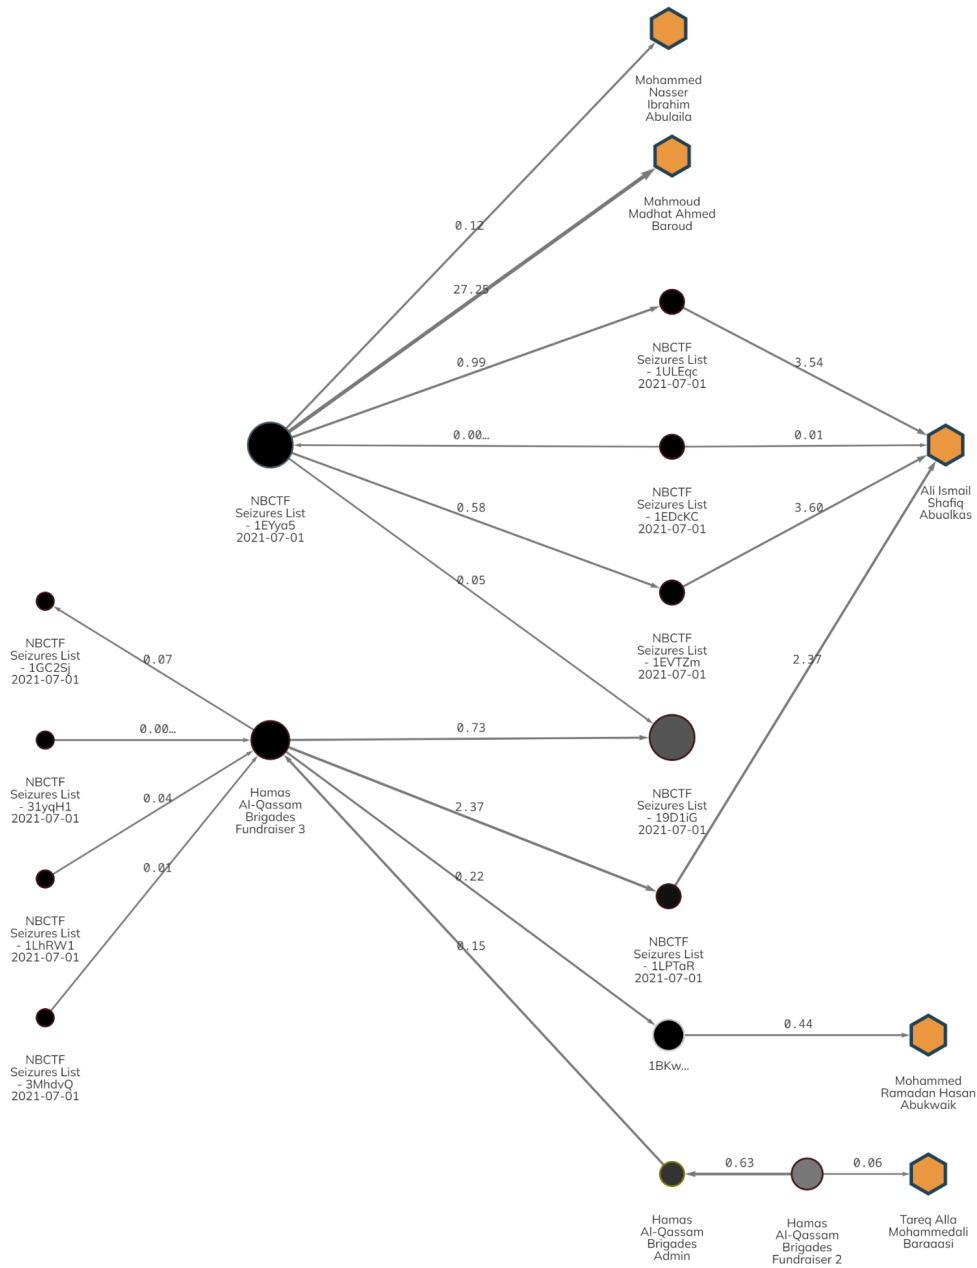 Mohammed
Nasser
Ibrahim
Abulaila
Mahmoud
Madhat Ahmed
Baroud
0.12
27.25
0.99
NBCTF
Seizures List
- 1ULEqc
2021-07-01
3.54
0.00…
0.01
NBCTF
Seizures List
- 1EYya5
2021-07-01
NBCTF
Seizures List
- 1EDcKC
2021-07-01
Ali Ismail
Shafiq
Abualkas
0.58
3.60
0.05
NBCTF
Seizures List
- 1GC2Sj
2021-07-01
0.07
NBCTF
Seizures List
- 1EVTZm
2021-07-01
2.37
0.00…
0.73
NBCTF
Seizures List
- 31yqH1
2021-07-01
0.04
Hamas
Al-Qassam
Brigades
Fundraiser 3
2.37
NBCTF
Seizures List
- 19D1iG
2021-07-01
0.01
0.22
NBCTF
Seizures List
- 1LhRW1
2021-07-01
0.15
NBCTF
Seizures List
- 1LPTaR
2021-07-01
NBCTF
Seizures List
- 3MhdvQ
2021-07-01
0.44
1BKw…
Mohammed
Ramadan Hasan
Abukwaik
0.63
0.06
Hamas
Al-Qassam
Brigades
Admin
Hamas
Al-Qassam
Brigades
Fundraiser 2
Tareq Alla
Mohammedali
Baraaasi